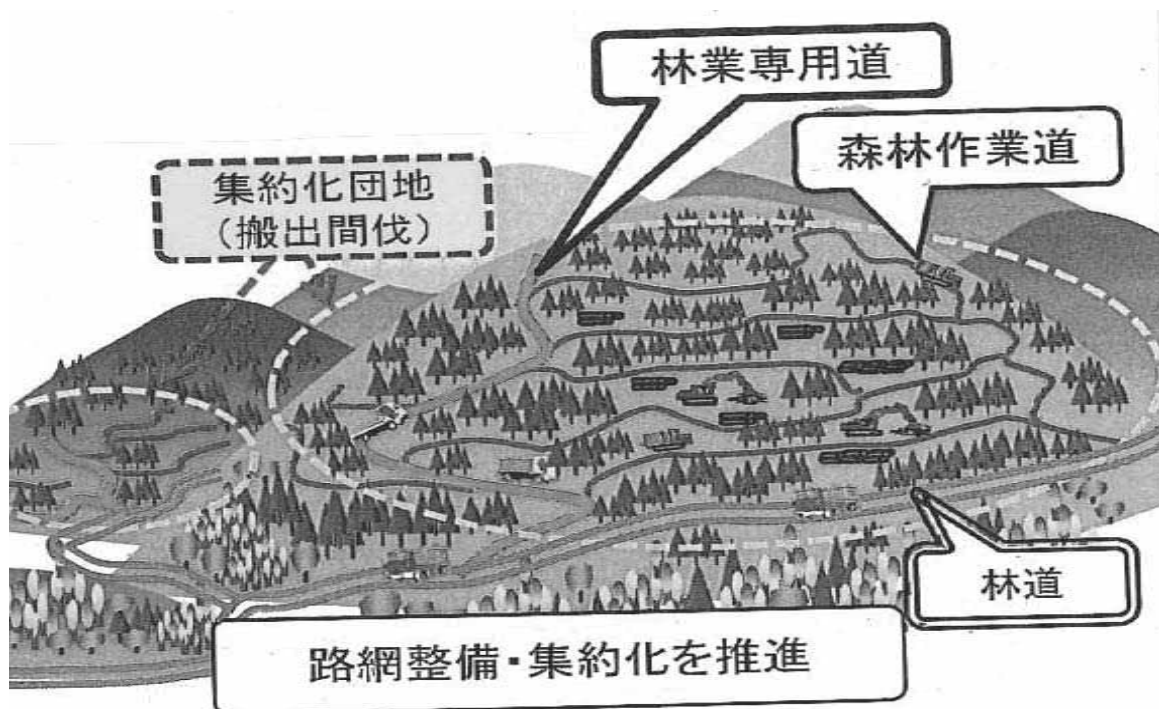 林業専用道
森林作業道
集約化団地
（搬出間伐）
林道
路網整備・集約化を推進